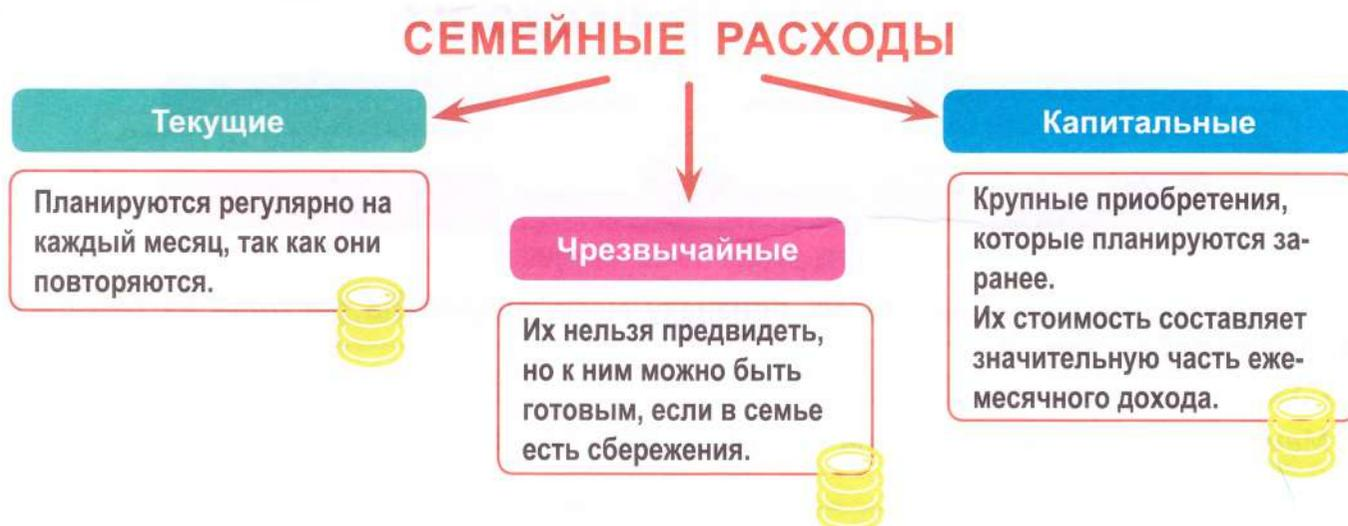 СЕМЕЙНЫЕ РАСХОДЫ
Текущие
Планируются регулярно на
каждый месяц, так как они
повторяются.
Чрезвычайные
Их нельзя предвидеть,
но к ним можно быть
готовым, если в семье
есть сбережения.
Капитальные
Крупные приобретения,
которые планируются за-
ранее.
Их стоимость составляет
значительную часть еже-
месячного дохода.